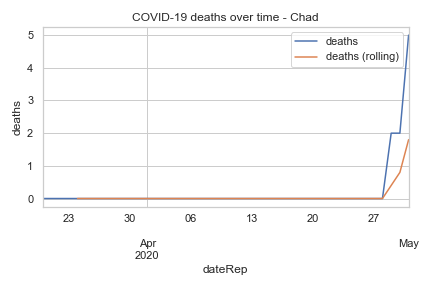 COVID-19 deaths over time - Chad
deaths
deaths (rolling)
5
4
3
2
1
0
deaths
23 30 06 13 20 27
Apr May
2020
dateRep